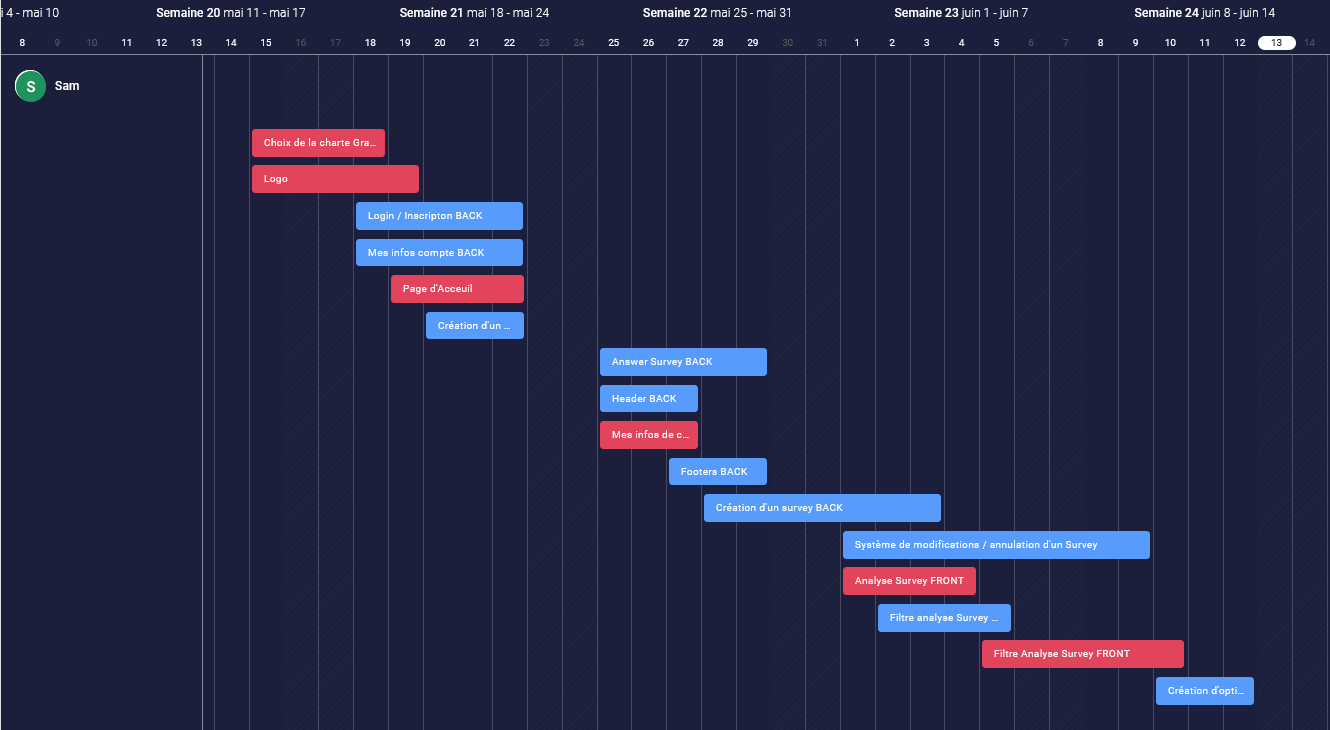 i 4 - mai 10 Semaine 20 mai 11 - mai 17 Semaine 21 mai 18 - mai 24 Semaine 22 mai 25 - mai 31 Semaine 23 juin 1 - juin 7 Semaine 24 juin 8 - juin 14
8 9 10 11 12 13 14 15 16 17 18 19 20 21 22 23 24 25 26 27 28 29 30 31 1 2 3 4 5 6 7 8 9 10 11 12 13 14
S Sam
Choix de la charte Gra...
Logo
Login / Inscripton BACK
Mes infos compte BACK
Page d'Acceuil
Création d'un ...
Answer Survey BACK
Header BACK
Mes infos de c...
Footers BACK
Création d'un survey BACK
Système de modifications / annulation d'un Survey
Analyse Survey FRONT
Filtre analyse Survey ...
Filtre Analyse Survey FRONT
Création d'opti...